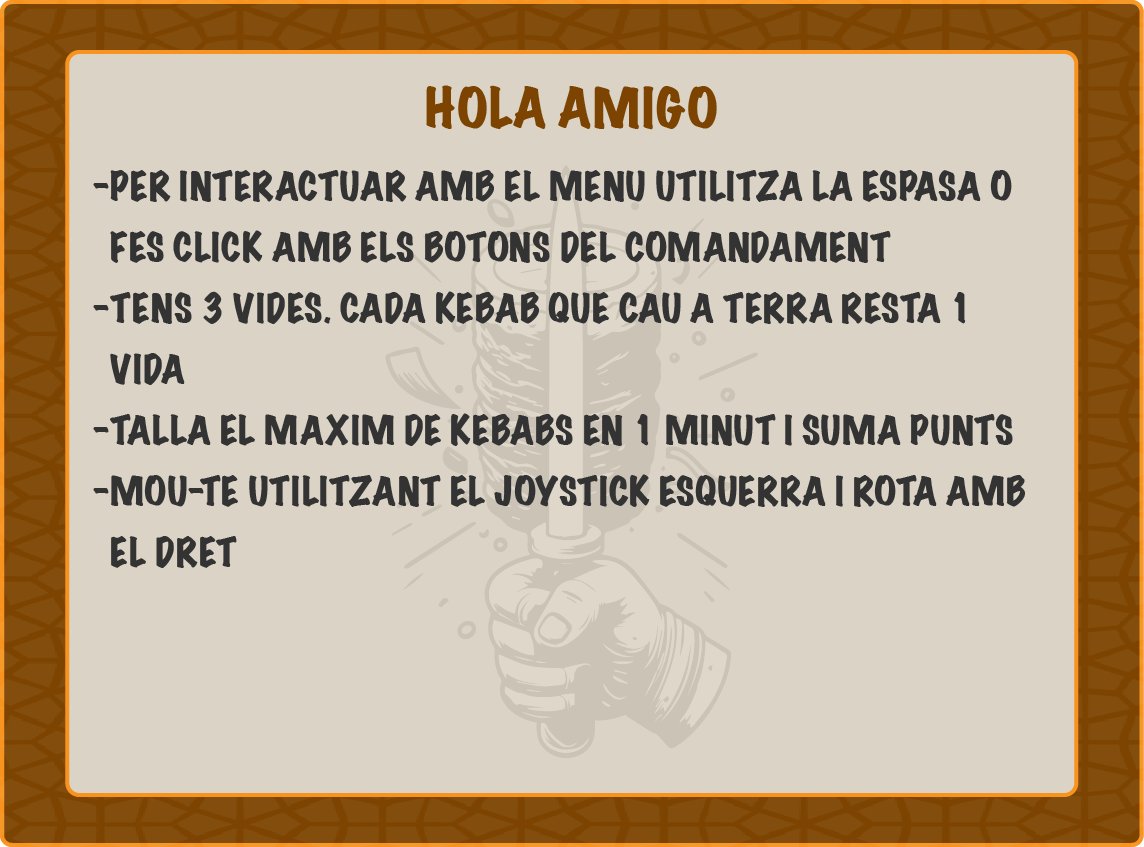 HOLA AMIGO
-PER INTERACTUAR AMB EL MENU UTILITZA LA ESPASA O
FES CLICK AMB ELS BOTONS DEL COMANDAMENT
-TENS 3 VIDES. CADA KEBAB QUE CAU A TERRA RESTA 1
VIDA
-TALLA EL MAXIM DE KEBABS EN 1 MINUT I SUMA PUNTS
-MOU-TE UTILITZANT EL JOYSTICK ESQUERRA I ROTA AMB
EL DRET